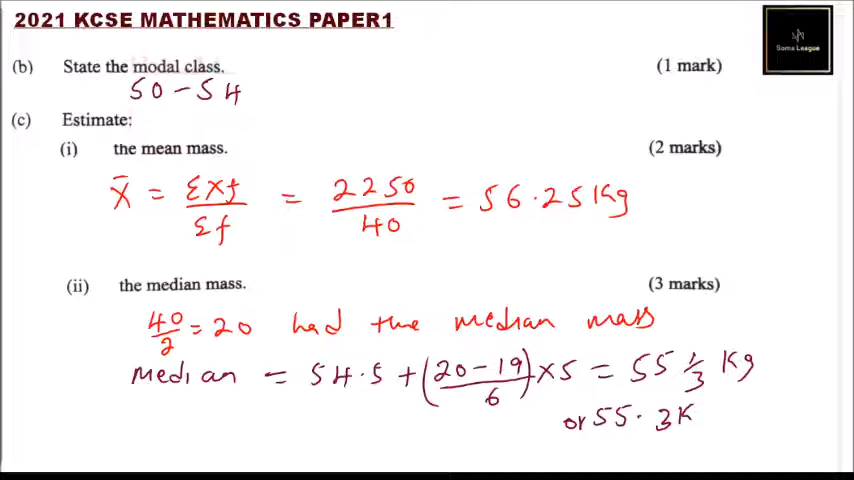 2021 KCSE MATHEMATICS PAPER1
Soma League
(b) State the modal class. (1 mark)
50 - 54
(c) Estimate:
(i) the mean mass. (2 marks)
x̄ = Σxf/Σf = 2250/40 = 56.25 Kg
(ii) the median mass. (3 marks)
40/2 = 20 had the median mass
Median = 54.5 + (20 - 19/6) × 5 = 55 1/3 Kg
or 55.3K